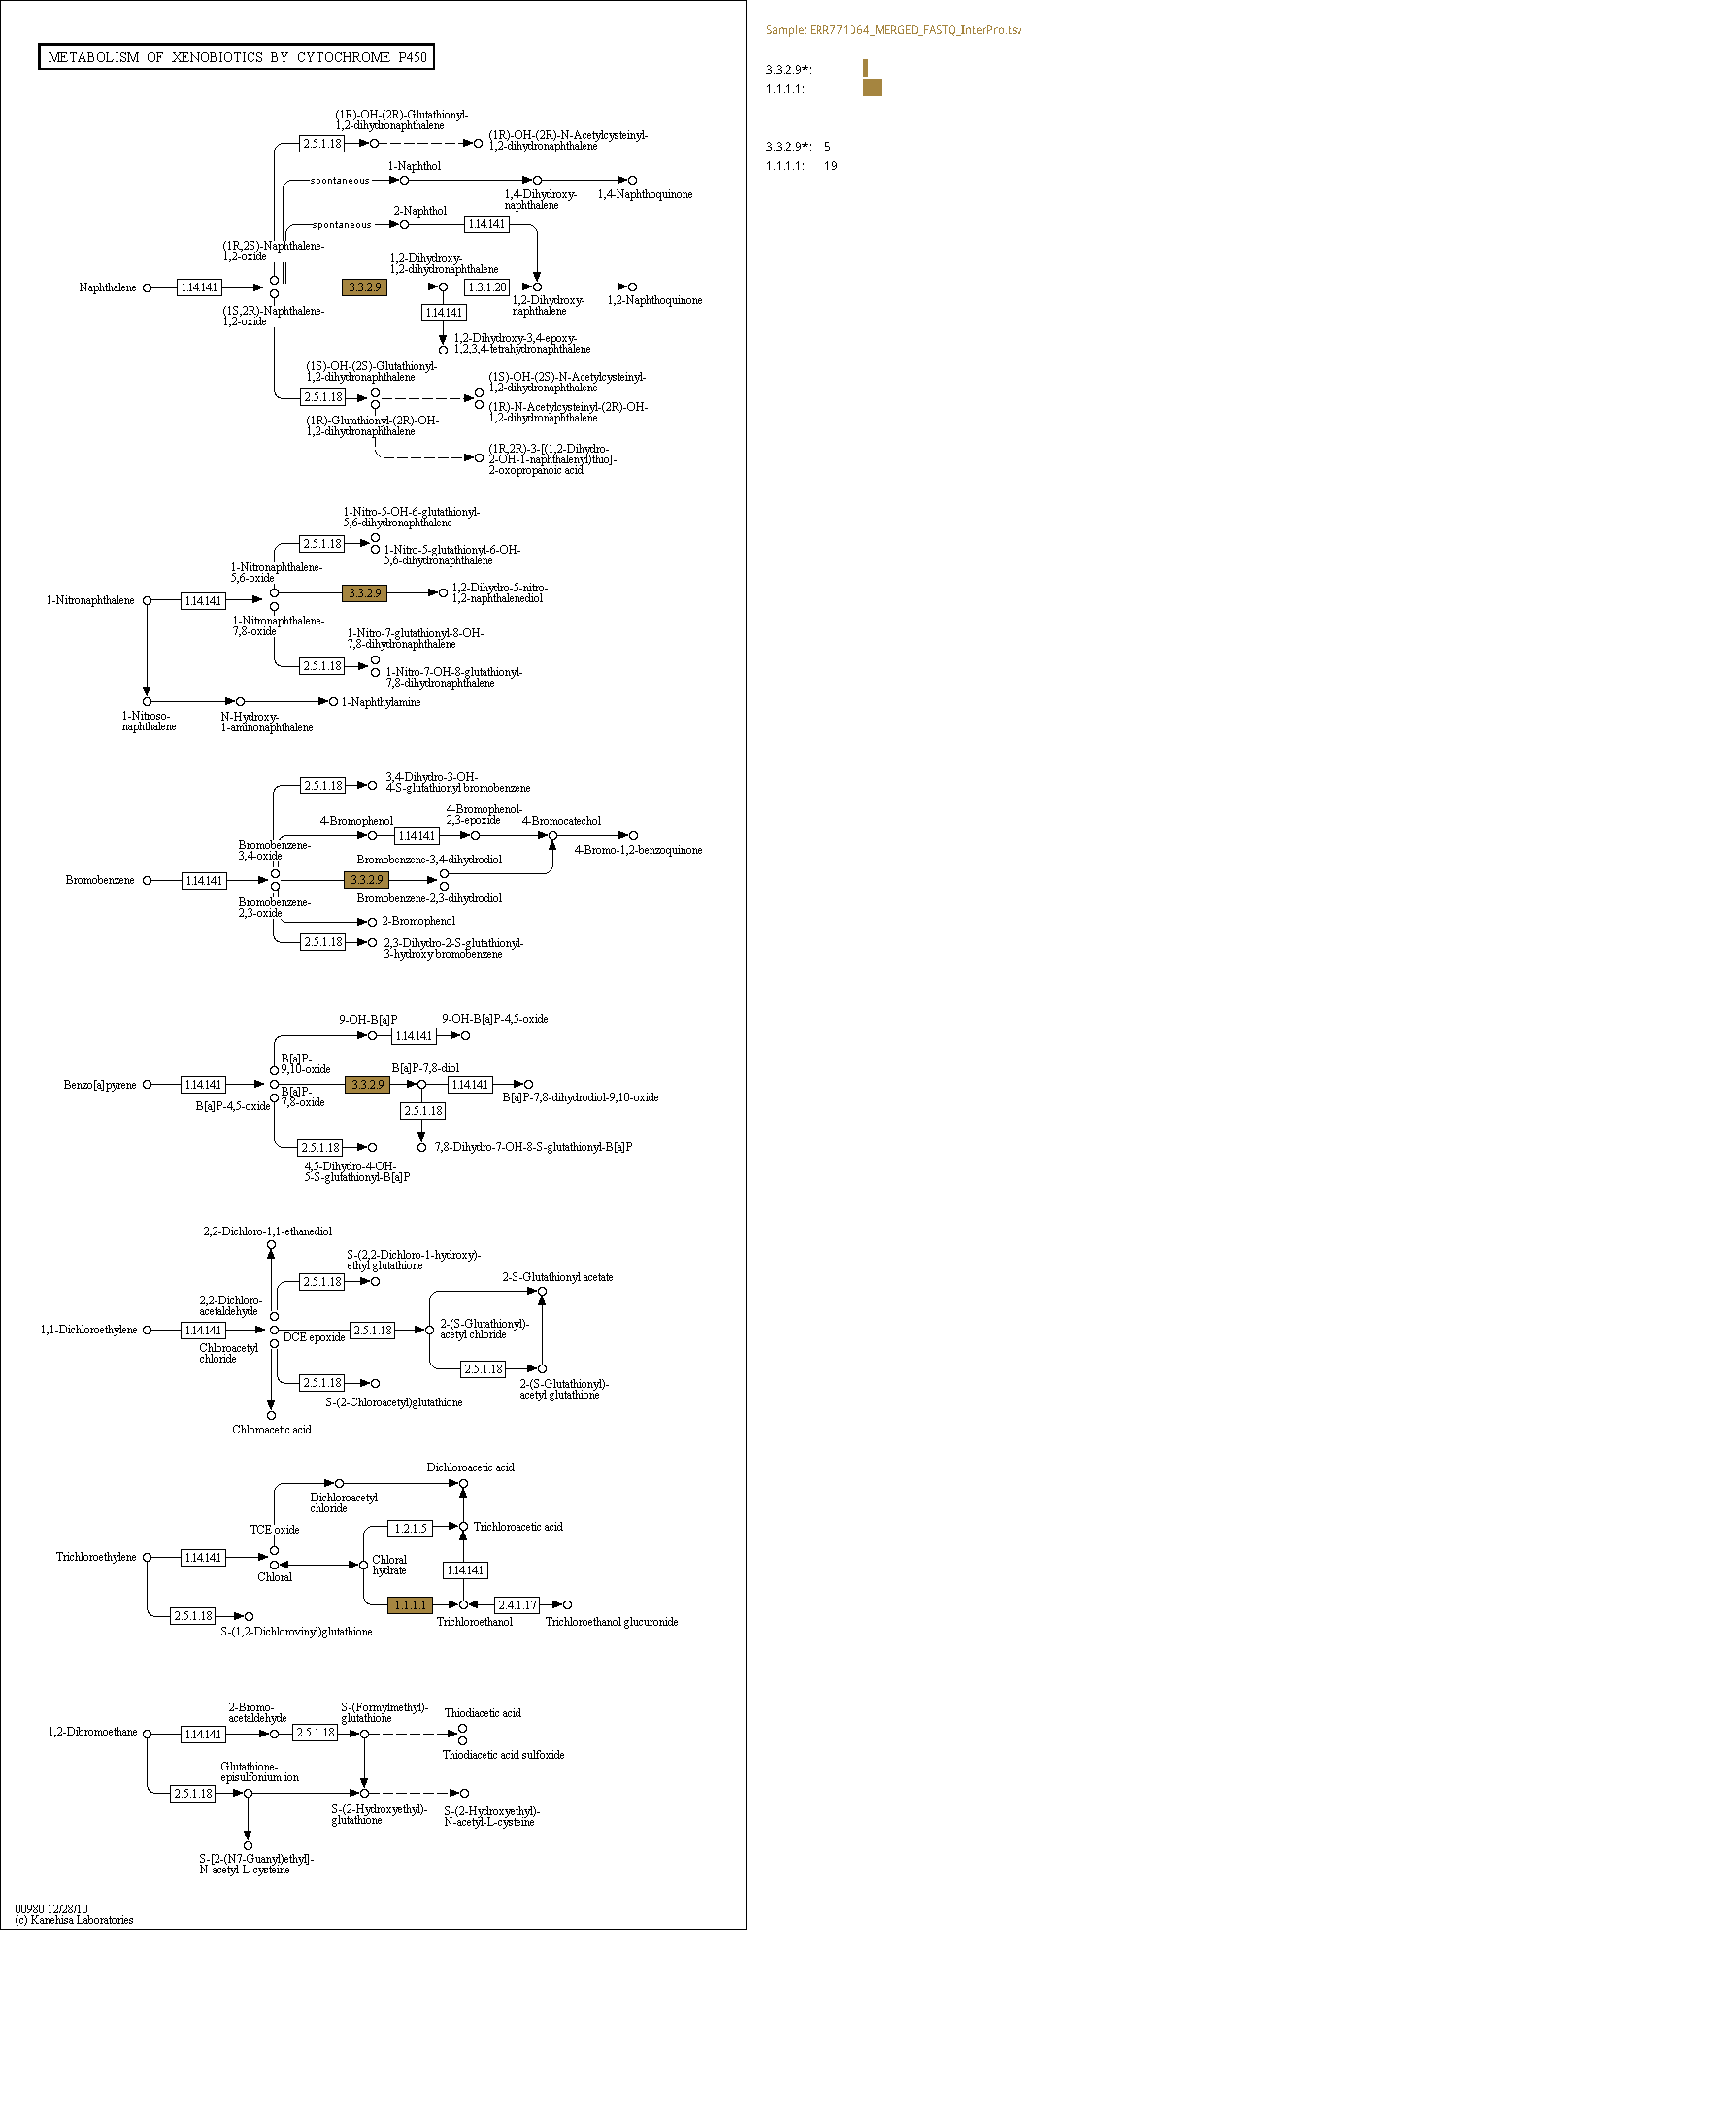 METABOLISM OF XENOBIOTICS BY CYTOCHROME P450
Sample: ERR771064_MERGED_FASTQ_InterPro.tsv
3.3.2.9*:
1.1.1.1:
3.3.2.9*: 5
1.1.1.1: 19
(1R)-OH-(2R)-Glutathionyl-
1,2-dihydronaphthalene
2.5.1.18
(1R)-OH-(2R)-N-Acetylcysteinyl-
1,2-dihydronaphthalene
1-Naphthol
spontaneous
1,4-Dihydroxy-
naphthalene
1,4-Naphthoquinone
2-Naphthol
spontaneous
1.14.14.1
(1R,2S)-Naphthalene-
1,2-oxide
1,2-Dihydroxy-
1,2-dihydronaphthalene
Naphthalene
1.14.14.1
3.3.2.9
1.3.1.20
1,2-Dihydroxy-
naphthalene
1,2-Naphthoquinone
(1S,2R)-Naphthalene-
1,2-oxide
1.14.14.1
1,2-Dihydroxy-3,4-epoxy-
1,2,3,4-tetrahydronaphthalene
(1S)-OH-(2S)-Glutathionyl-
1,2-dihydronaphthalene
2.5.1.18
(1S)-OH-(2S)-N-Acetylcysteinyl-
1,2-dihydronaphthalene
(1R)-N-Acetylcysteinyl-(2R)-OH-
1,2-dihydronaphthalene
(1R)-Glutathionyl-(2R)-OH-
1,2-dihydronaphthalene
(1R,2R)-3-[(1,2-Dihydro-
2-OH-1-naphthalenyl)thio]-
2-oxopropanoic acid
1-Nitro-5-OH-6-glutathionyl-
5,6-dihydronaphthalene
2.5.1.18
1-Nitro-5-glutathionyl-6-OH-
5,6-dihydronaphthalene
1-Nitronaphthalene-
5,6-oxide
1-Nitronaphthalene
1.14.14.1
3.3.2.9
1,2-Dihydro-5-nitro-
1,2-naphthalenediol
1-Nitronaphthalene-
7,8-oxide
1-Nitro-7-glutathionyl-8-OH-
7,8-dihydronaphthalene
2.5.1.18
1-Nitro-7-OH-8-glutathionyl-
7,8-dihydronaphthalene
1-Naphthylamine
1-Nitroso-
naphthalene
N-Hydroxy-
1-aminonaphthalene
2.5.1.18
3,4-Dihydro-3-OH-
4-S-glutathionyl bromobenzene
4-Bromophenol
1.14.14.1
4-Bromophenol-
2,3-epoxide
4-Bromocatechol
4-Bromo-1,2-benzoquinone
Bromobenzene-
3,4-oxide
Bromobenzene-3,4-dihydrodiol
Bromobenzene
1.14.14.1
3.3.2.9
Bromobenzene-2,3-dihydrodiol
Bromobenzene-
2,3-oxide
2-Bromophenol
2.5.1.18
2,3-Dihydro-2-S-glutathionyl-
3-hydroxy bromobenzene
9-OH-B[a]P
1.14.14.1
9-OH-B[a]P-4,5-oxide
B[a]P-
9,10-oxide
B[a]P-7,8-diol
Benzo[a]pyrene
1.14.14.1
3.3.2.9
1.14.14.1
B[a]P-7,8-dihydrodiol-9,10-oxide
B[a]P-
7,8-oxide
B[a]P-4,5-oxide
2.5.1.18
2.5.1.18
7,8-Dihydro-7-OH-8-S-glutathionyl-B[a]P
4,5-Dihydro-4-OH-
5-S-glutathionyl-B[a]P
2,2-Dichloro-1,1-ethanediol
S-(2,2-Dichloro-1-hydroxy)-
ethyl glutathione
2.5.1.18
2-S-Glutathionyl acetate
2,2-Dichloro-
acetaldehyde
1,1-Dichloroethylene
1.14.14.1
DCE epoxide
2.5.1.18
2-(S-Glutathionyl)-
acetyl chloride
Chloroacetyl
chloride
2.5.1.18
2.5.1.18
2-(S-Glutathionyl)-
acetyl glutathione
S-(2-Chloroacetyl)glutathione
Chloroacetic acid
Dichloroacetic acid
Dichloroacetyl
chloride
TCE oxide
1.2.1.5
Trichloroacetic acid
Trichloroethylene
1.14.14.1
Chloral
Chloral
hydrate
1.14.14.1
1.1.1.1
2.4.1.17
Trichloroethanol
Trichloroethanol glucuronide
2.5.1.18
S-(1,2-Dichlorovinyl)glutathione
2-Bromo-
acetaldehyde
S-(Formylmethyl)-
glutathione
Thiodiacetic acid
1,2-Dibromoethane
1.14.14.1
2.5.1.18
Thiodiacetic acid sulfoxide
Glutathione-
episulfonium ion
2.5.1.18
S-(2-Hydroxyethyl)-
glutathione
S-(2-Hydroxyethyl)-
N-acetyl-L-cysteine
S-[2-(N7-Guanyl)ethyl]-
N-acetyl-L-cysteine
00980 12/28/10
(c) Kanehisa Laboratories